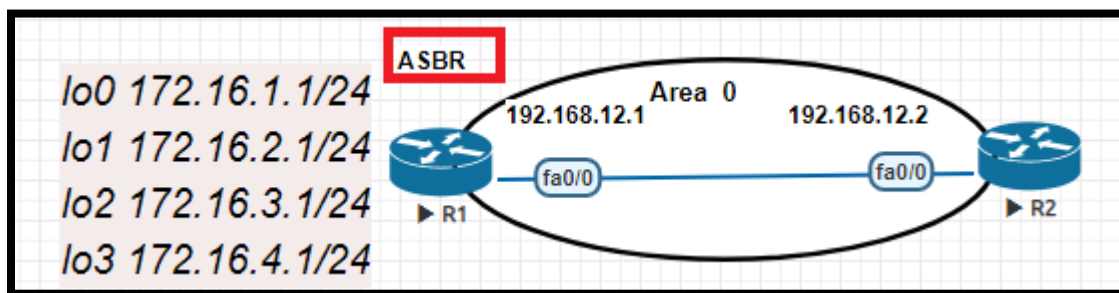 lo0 172.16.1.1/24
lo1 172.16.2.1/24
lo2 172.16.3.1/24
lo3 172.16.4.1/24
ASBR
Area 0
192.168.12.1
192.168.12.2
fa0/0
fa0/0
R1
R2